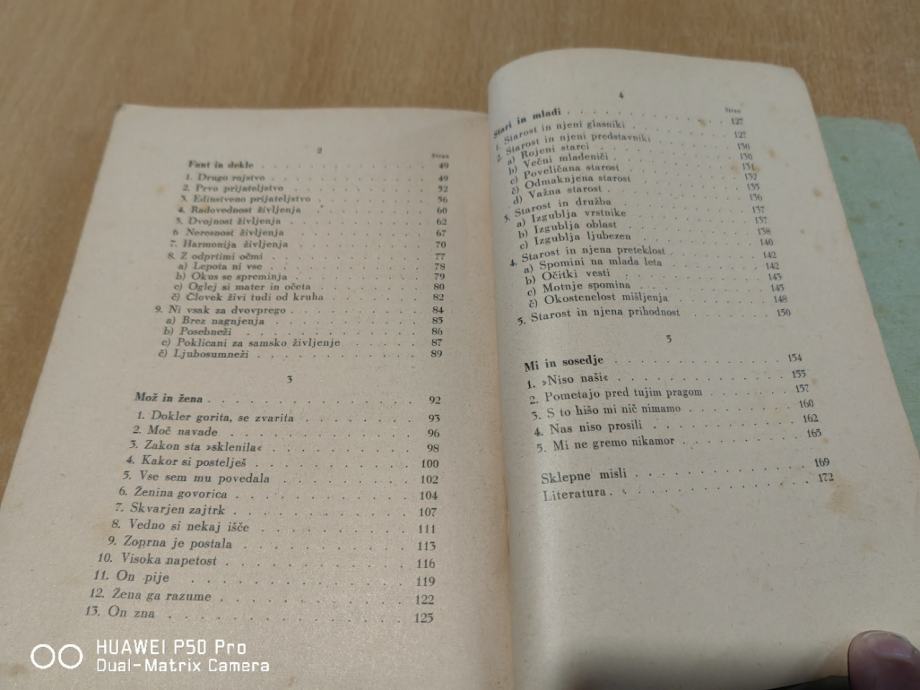 2
Stran
Fant in dekle . . . 49
1. Drugo rajstvo . . . 49
2. Prvo prijateljstvo . . . 52
3. Edinstveno prijateljstvo . . . 56
4. Radovednost življenja . . . 60
5. Dvojnost življenja . . . 62
6 Neresnost življenja . . . 67
7. Harmonija življenja . . . 70
8. Z odprtimi očmi . . . 77
a) Lepota ni vse . . . 78
b) Okus se spreminja . . . 79
c) Oglej si mater in očeta . . . 80
č) Človek živi tudi od kruha . . . 82
9. Ni vsak za dvovprego . . . 84
a) Brez nagnjenja . . . 85
b) Posebneži . . . 86
c) Poklicani za samsko življenje . . . 87
č) Ljubosumneži . . . 89
3
Mož in žena . . . 92
1. Dokler gorita, se zvarita . . . 93
2. Moč navade . . . 96
3. Zakon sta »sklenila« . . . 98
4. Kakor si postelješ . . . 100
5. Vse sem mu povedala . . . 102
6. Ženina govorica . . . 104
7. Skvarjen zajtrk . . . 107
8. Vedno si nekaj išče . . . 111
9. Zoprna je postala . . . 113
10. Visoka napetost . . . 116
11. On pije . . . 119
12. Žena ga razume . . . 122
13. On zna . . . 125
4
Stran
Stari in mladi . . . 127
1. Starost in njeni glasniki . . . 127
2. Starost in njeni predstavniki . . . 130
a) Rojeni starci . . . 130
b) Večni mladeniči . . . 131
c) Poveličana starost . . . 132
č) Odmaknjena starost . . . 135
d) Važna starost . . . 136
3. Starost in družba . . . 137
a) Izgublja vrstnike . . . 137
b) Izgublja oblast . . . 138
c) Izgublja ljubezen . . . 140
4. Starost in njena preteklost . . . 142
a) Spomini na mlada leta . . . 142
b) Očitki vesti . . . 143
c) Motnje spomina . . . 145
č) Okostenelost mišljenja . . . 148
5. Starost in njena prihodnost . . . 150
5
Mi in sosedje . . . 154
1. »Niso naši« . . . 155
2. Pometajo pred tujim pragom . . . 157
3. S to hišo mi nič nimamo . . . 160
4. Nas niso prosili . . . 162
5. Mi ne gremo nikamor . . . 165
Sklepne misli . . . 169
Literatura . . . 172
HUAWEI P50 Pro
Dual-Matrix Camera